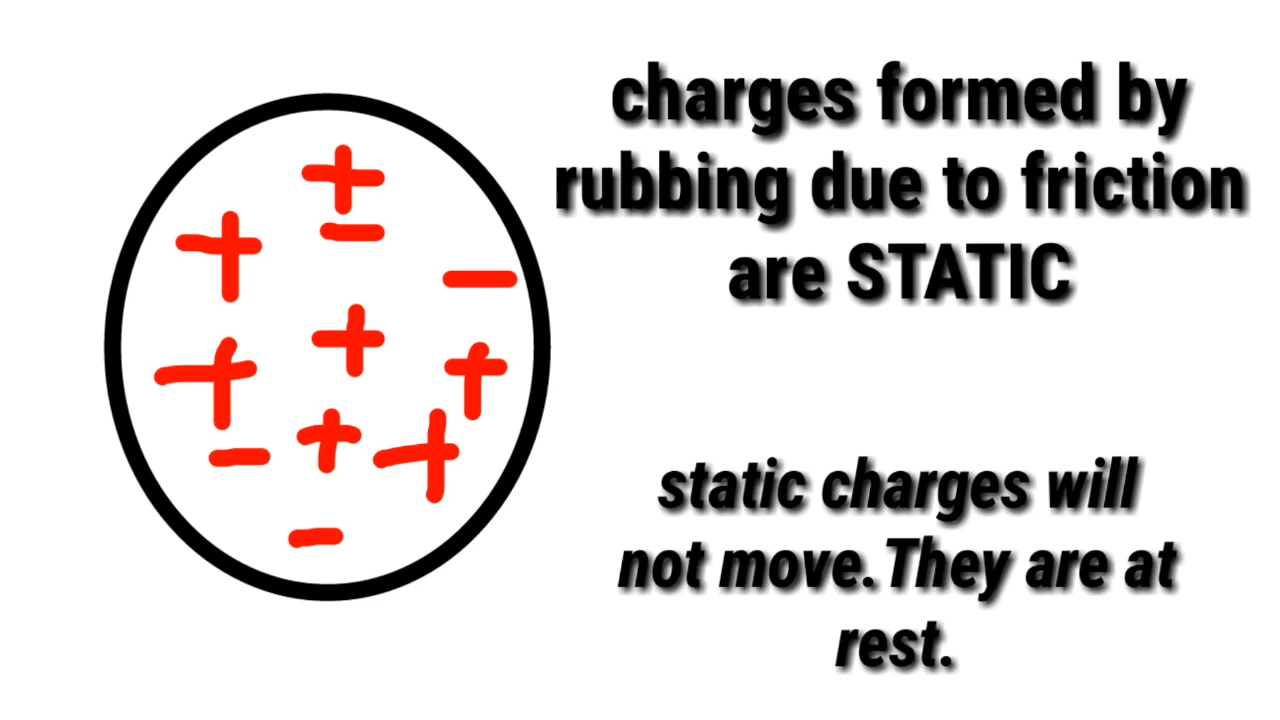 charges formed by
rubbing due to friction
are STATIC
static charges will
not move.They are at
rest.